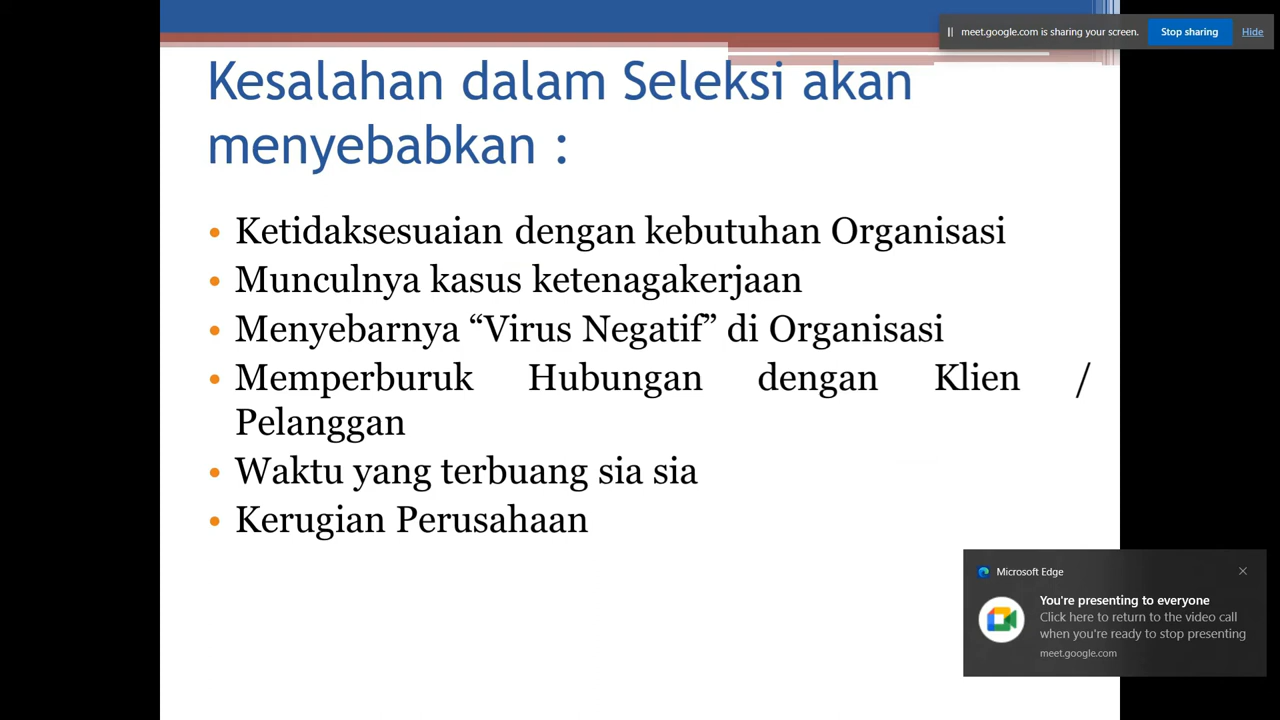 meet.google.com is sharing your screen.
Stop sharing
Hide
Kesalahan dalam Seleksi akan
menyebabkan :
• Ketidaksesuaian dengan kebutuhan Organisasi
• Munculnya kasus ketenagakerjaan
• Menyebarnya “Virus Negatif” di Organisasi
• Memperburuk Hubungan dengan Klien /
Pelanggan
• Waktu yang terbuang sia sia
• Kerugian Perusahaan
Microsoft Edge
You're presenting to everyone
Click here to return to the video call
when you're ready to stop presenting
meet.google.com